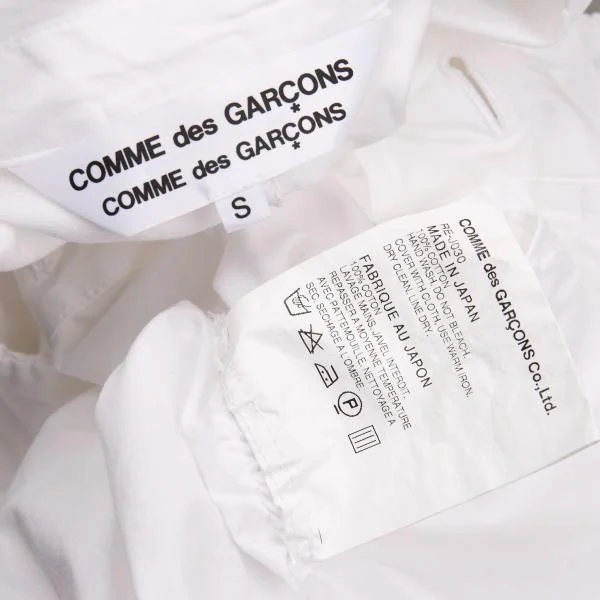 COMME des GARÇONS
COMME des GARÇONS
S
COMME des GARÇONS Co., Ltd.
RE-J030
MADE IN JAPAN
100% COTTON
HAND WASH. DO NOT BLEACH.
COVER WITH CLOTH. USE WARM IRON.
DRY CLEAN. LINE DRY.
FABRIQUE AU JAPON
100% COTON
LAVAGE MAINS, JAVEL INTERDIT.
REPASSER A MOYENNE TEMPERATURE
AVEC PATTEMOUILLE, NETTOYAGE A
SEC, SECHAGE A L'OMBRE.
P